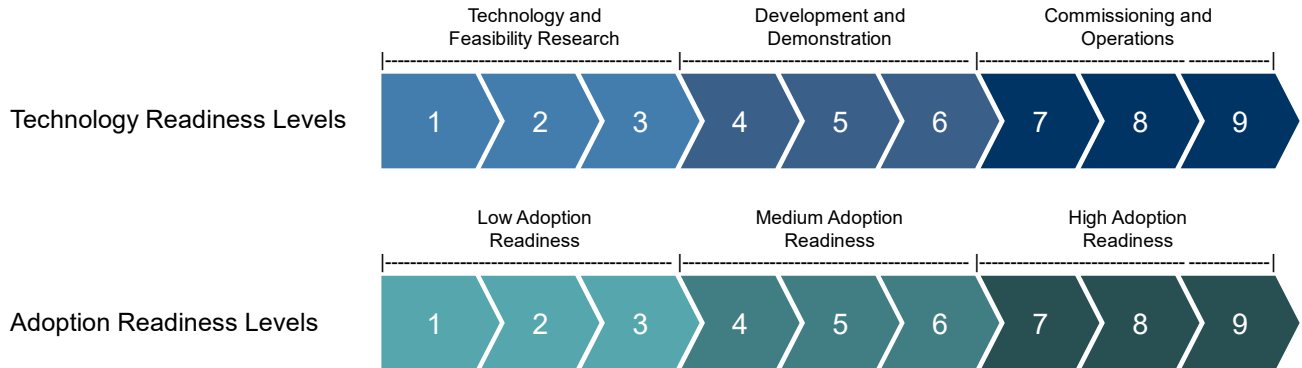 Technology and
Feasibility Research
Development and
Demonstration
Commissioning and
Operations
Technology Readiness Levels
1 2 3 4 5 6 7 8 9
Low Adoption
Readiness
Medium Adoption
Readiness
High Adoption
Readiness
Adoption Readiness Levels
1 2 3 4 5 6 7 8 9